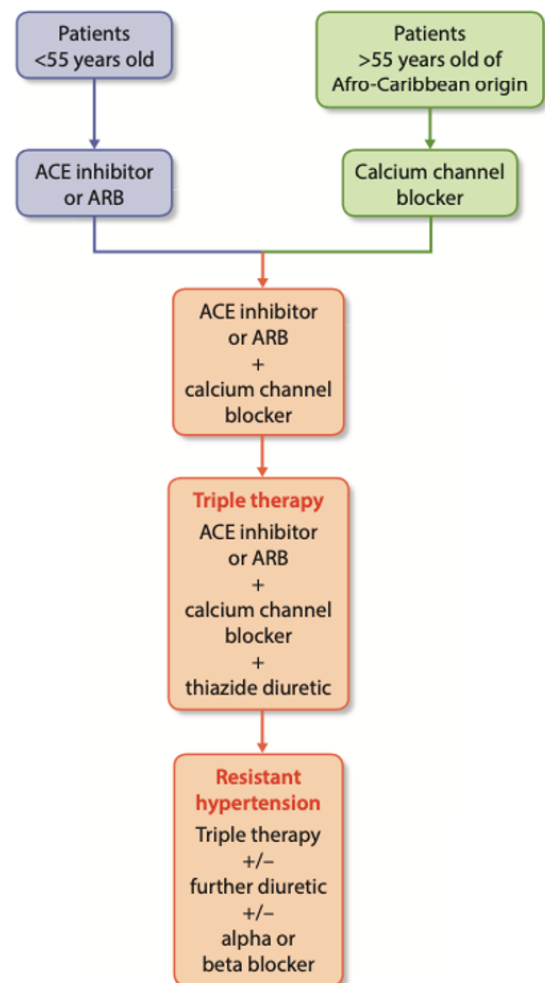 Patients
<55 years old
Patients
>55 years old of
Afro-Caribbean origin
ACE inhibitor
or ARB
Calcium channel
blocker
ACE inhibitor
or ARB
+
calcium channel
blocker
Triple therapy
ACE inhibitor
or ARB
+
calcium channel
blocker
+
thiazide diuretic
Resistant
hypertension
Triple therapy
+/–
further diuretic
+/–
alpha or
beta blocker